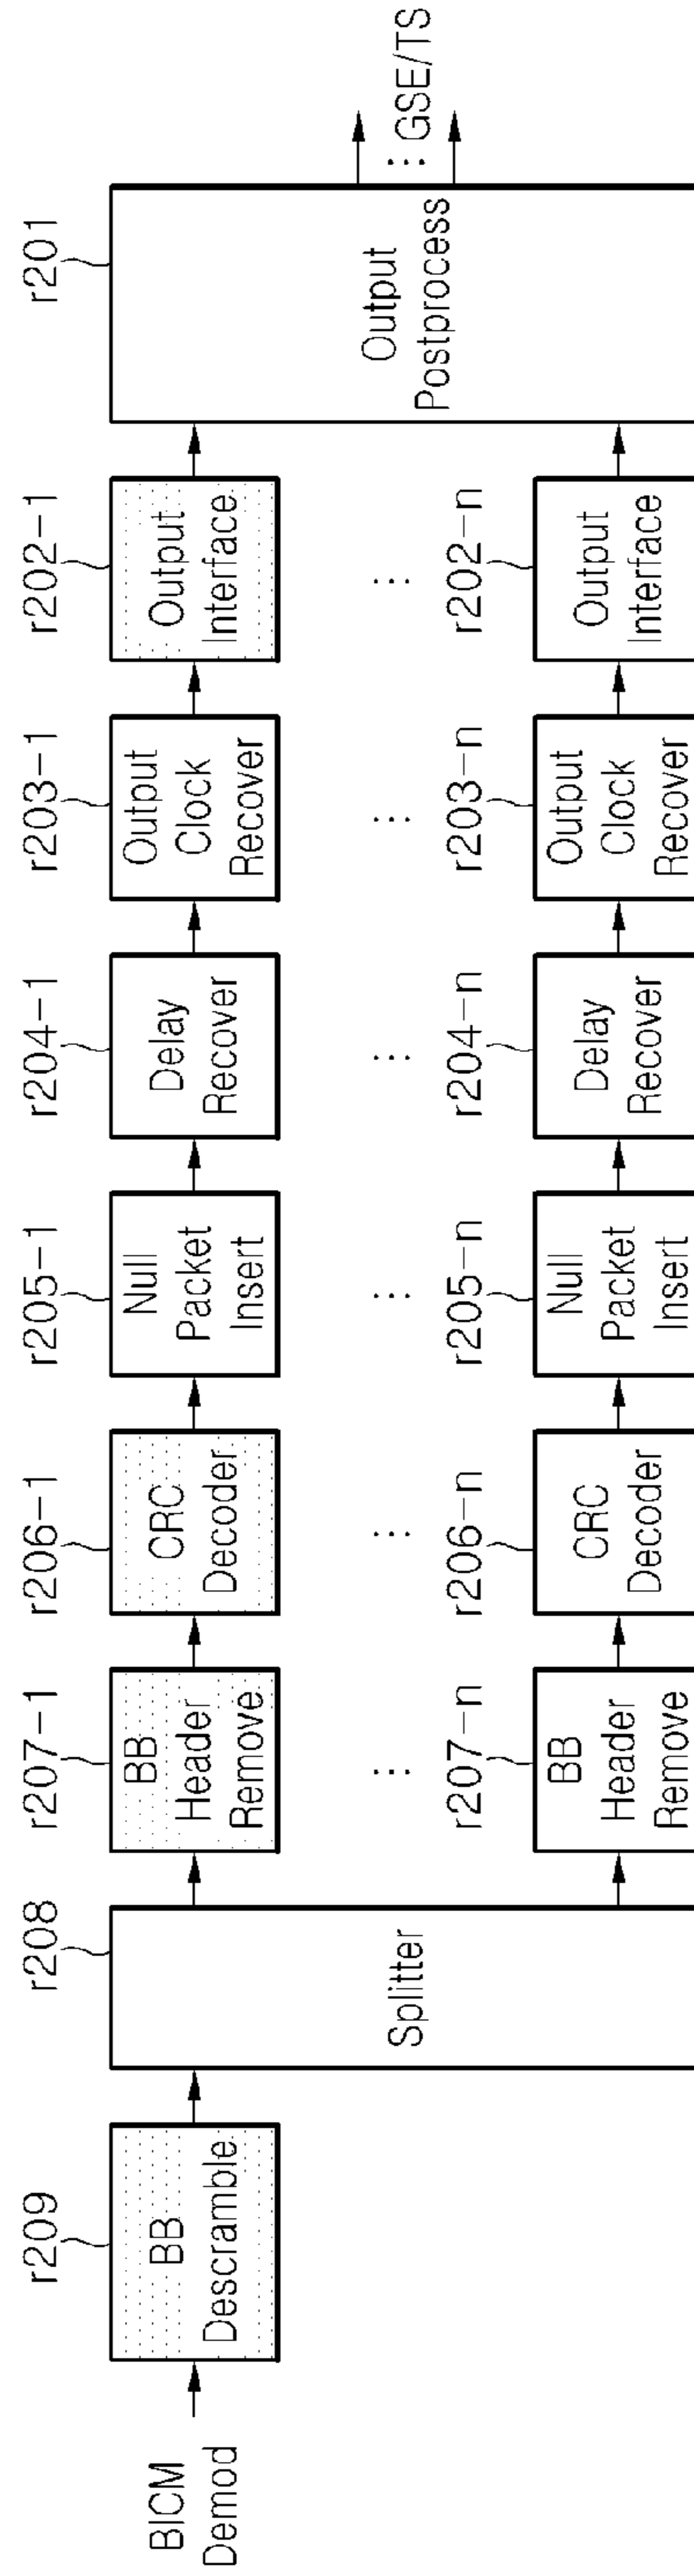 BICM
Demod
r209
BB
Descramble
r208
Splitter
r207-1
BB
Header
Remove
r206-1
CRC
Decoder
r205-1
Null
Packet
Insert
r204-1
Delay
Recover
r203-1
Output
Clock
Recover
r202-1
Output
Interface
r201
Output
Postprocess
⋮ GSE/TS
⋮
⋮
⋮
⋮
⋮
⋮
r207-n
BB
Header
Remove
r206-n
CRC
Decoder
r205-n
Null
Packet
Insert
r204-n
Delay
Recover
r203-n
Output
Clock
Recover
r202-n
Output
Interface